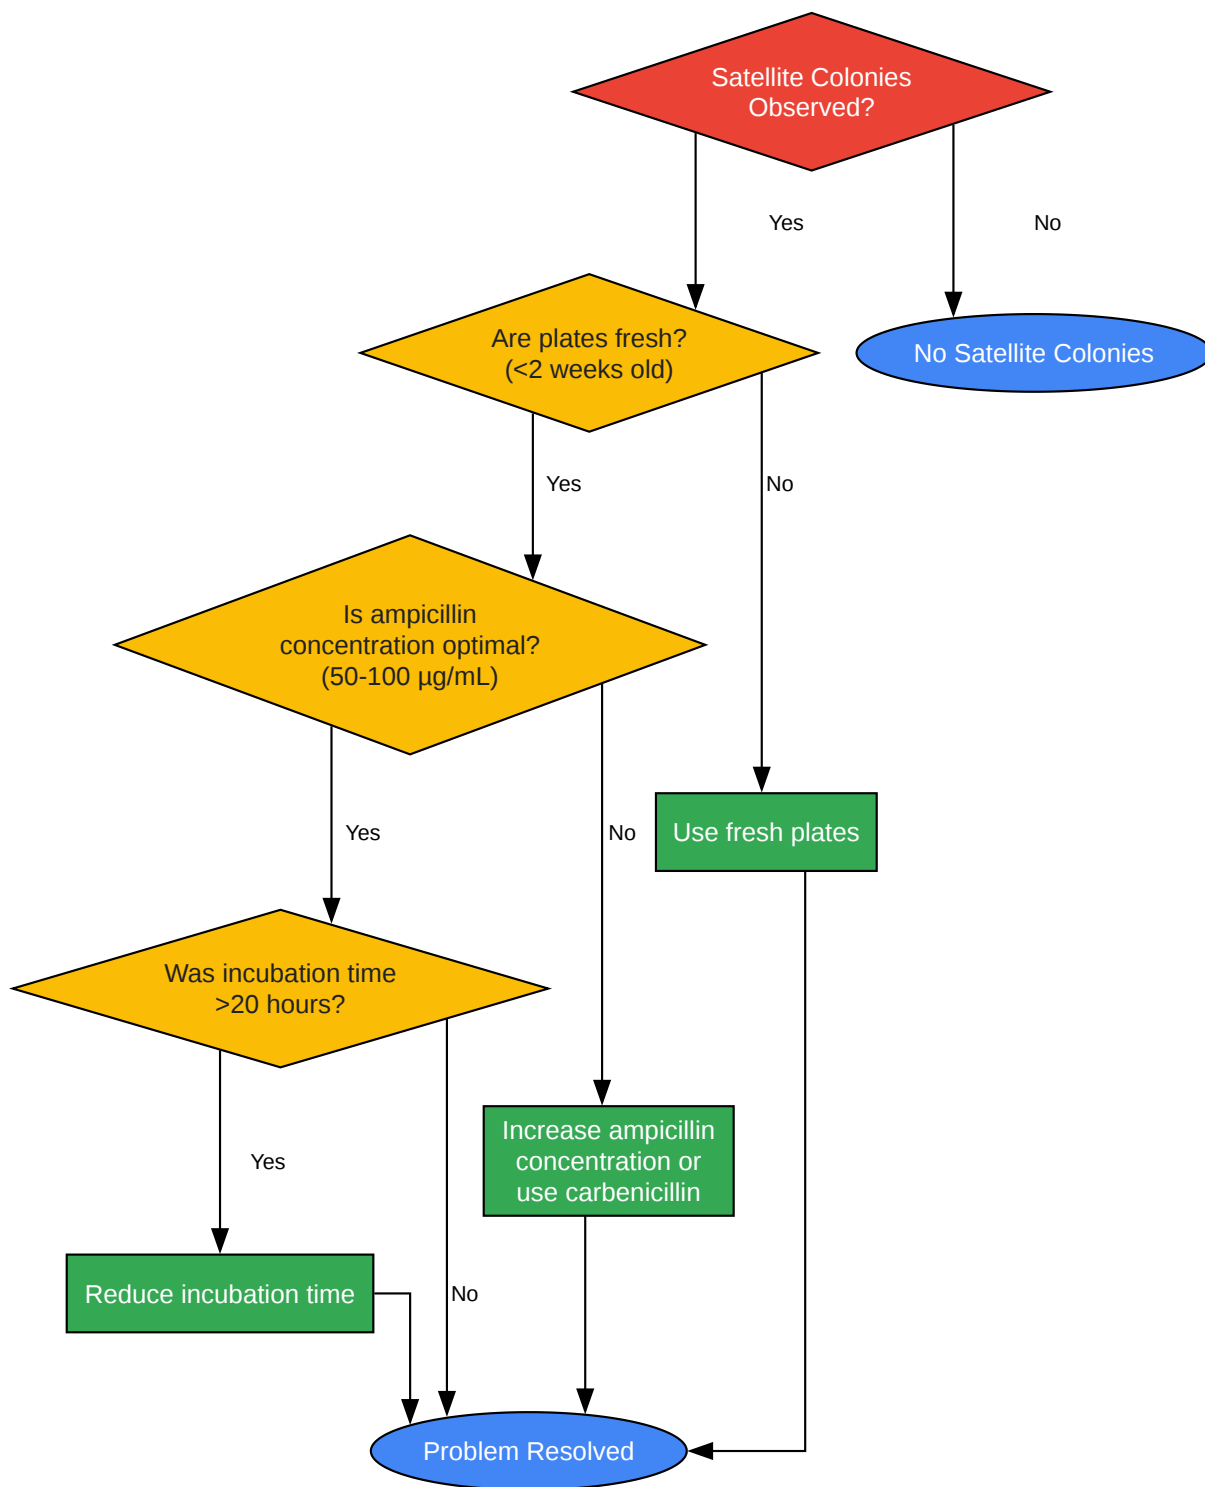 Satellite Colonies
Observed?
Yes
No
Are plates fresh?
(<2 weeks old)
No Satellite Colonies
Yes
No
Is ampicillin
concentration optimal?
(50-100 µg/mL)
Yes
No
Use fresh plates
Was incubation time
>20 hours?
Increase ampicillin
concentration or
use carbenicillin
Yes
Reduce incubation time
No
Problem Resolved